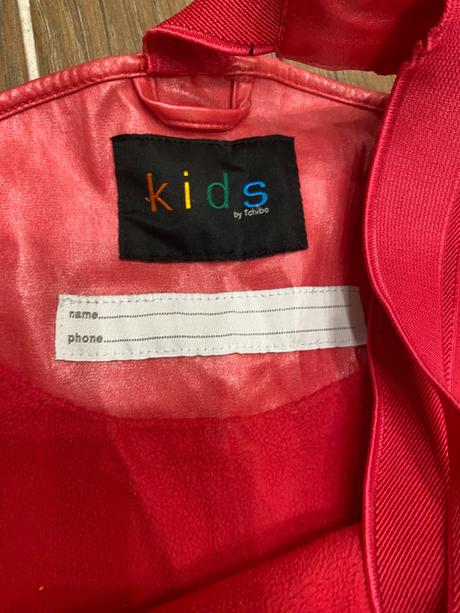 kids
by Tchibo
name
phone